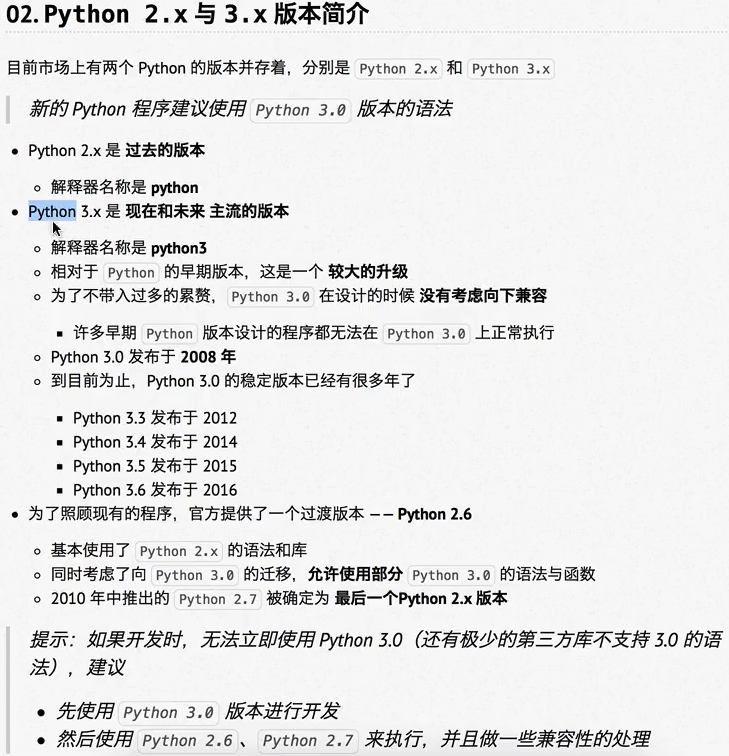 02.Python 2.x 与 3.x 版本简介
目前市场上有两个 Python 的版本并存着，分别是 Python 2.x 和 Python 3.x
新的 Python 程序建议使用 Python 3.0 版本的语法
Python 2.x 是 过去的版本
解释器名称是 python
Python 3.x 是 现在和未来 主流的版本
解释器名称是 python3
相对于 Python 的早期版本，这是一个 较大的升级
为了不带入过多的累赘，Python 3.0 在设计的时候 没有考虑向下兼容
许多早期 Python 版本设计的程序都无法在 Python 3.0 上正常执行
Python 3.0 发布于 2008 年
到目前为止，Python 3.0 的稳定版本已经有很多年了
Python 3.3 发布于 2012
Python 3.4 发布于 2014
Python 3.5 发布于 2015
Python 3.6 发布于 2016
为了照顾现有的程序，官方提供了一个过渡版本 —— Python 2.6
基本使用了 Python 2.x 的语法和库
同时考虑了向 Python 3.0 的迁移，允许使用部分 Python 3.0 的语法与函数
2010 年中推出的 Python 2.7 被确定为 最后一个Python 2.x 版本
提示：如果开发时，无法立即使用 Python 3.0（还有极少的第三方库不支持 3.0 的语
法），建议
先使用 Python 3.0 版本进行开发
然后使用 Python 2.6、Python 2.7 来执行，并且做一些兼容性的处理